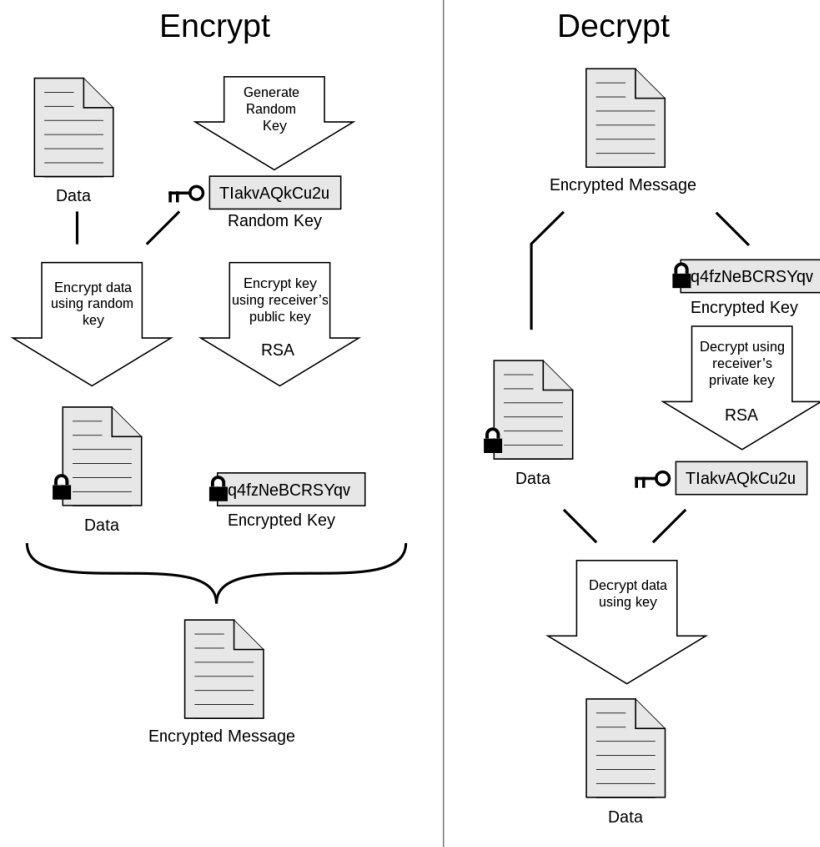 Encrypt
Generate
Random
Key
Data
TIakvAQkCu2u
Random Key
Encrypt data
using random
key
Encrypt key
using receiver's
public key
RSA
Data
q4fzNeBCRSYqv
Encrypted Key
Encrypted Message
Decrypt
Encrypted Message
q4fzNeBCRSYqv
Encrypted Key
Decrypt using
receiver's
private key
RSA
Data
TIakvAQkCu2u
Decrypt data
using key
Data